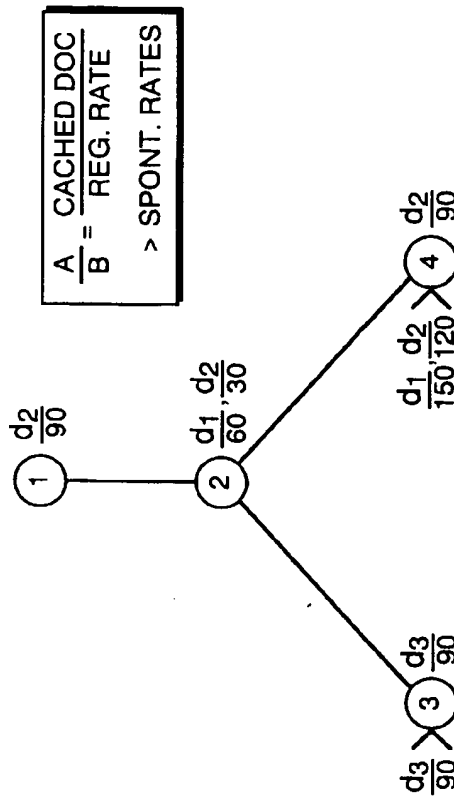 A/B = CACHED DOC/REG. RATE
> SPONT. RATES
d2/90
1
d1/60, d2/30
2
d3/90
3
d3/90
d1/150, d2/120
4
d2/90